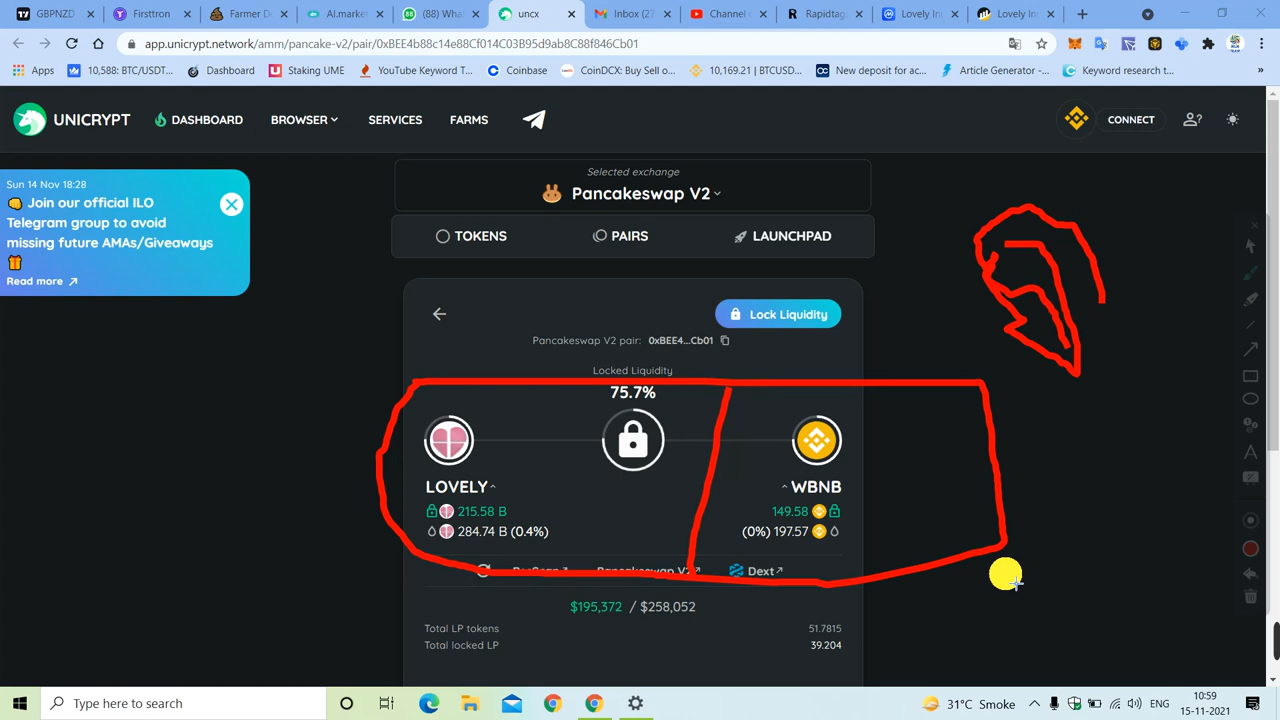 GBPNZD
Firsttron
Farmer Do
AI.market
(88) Wha
uncx
Inbox (27
Channel c
Rapidtag
Lovely In
Lovely In
app.unicrypt.network/amm/pancake-v2/pair/0xBEE4b88c14e88Cf014C03B95d9ab8C88f846Cb01
Apps
10,588: BTC/USDT...
Dashboard
Staking UME
YouTube Keyword T...
Coinbase
CoinDCX: Buy Sell o...
10,169.21 | BTCUSD...
New deposit for ac...
Article Generator -...
Keyword research t...
»
UNICRYPT
DASHBOARD
BROWSER
SERVICES
FARMS
CONNECT
Sun 14 Nov 18:28
Join our official ILO
Telegram group to avoid
missing future AMAs/Giveaways
Read more
Selected exchange
Pancakeswap V2
TOKENS
PAIRS
LAUNCHPAD
Lock Liquidity
Pancakeswap V2 pair: 0xBEE4...Cb01
Locked Liquidity
75.7%
LOVELY
WBNB
215.58 B
149.58
284.74 B (0.4%)
(0%) 197.57
Pancakeswap V2
Dext
$195,372 / $258,052
Total LP tokens 51.7815
Total locked LP 39.204
Type here to search
31°C Smoke
ENG
10:59
15-11-2021